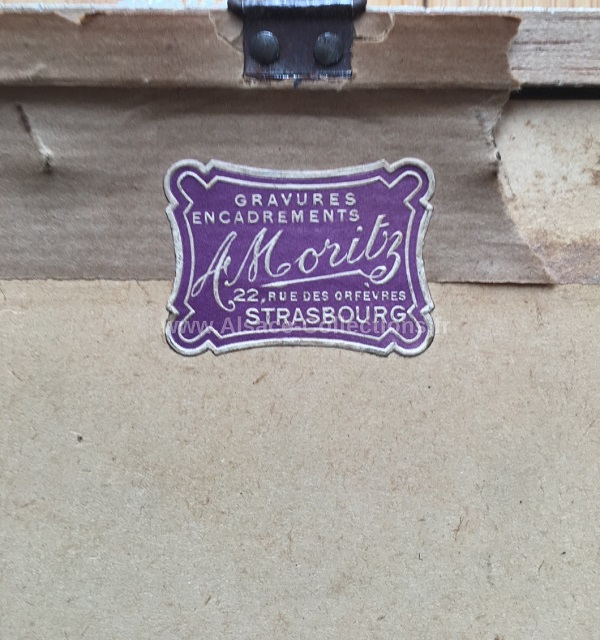 GRAVURES
ENCADREMENTS
A Moritz
22, RUE DES ORFÈVRES
STRASBOURG
www.Alsace-Collections.fr